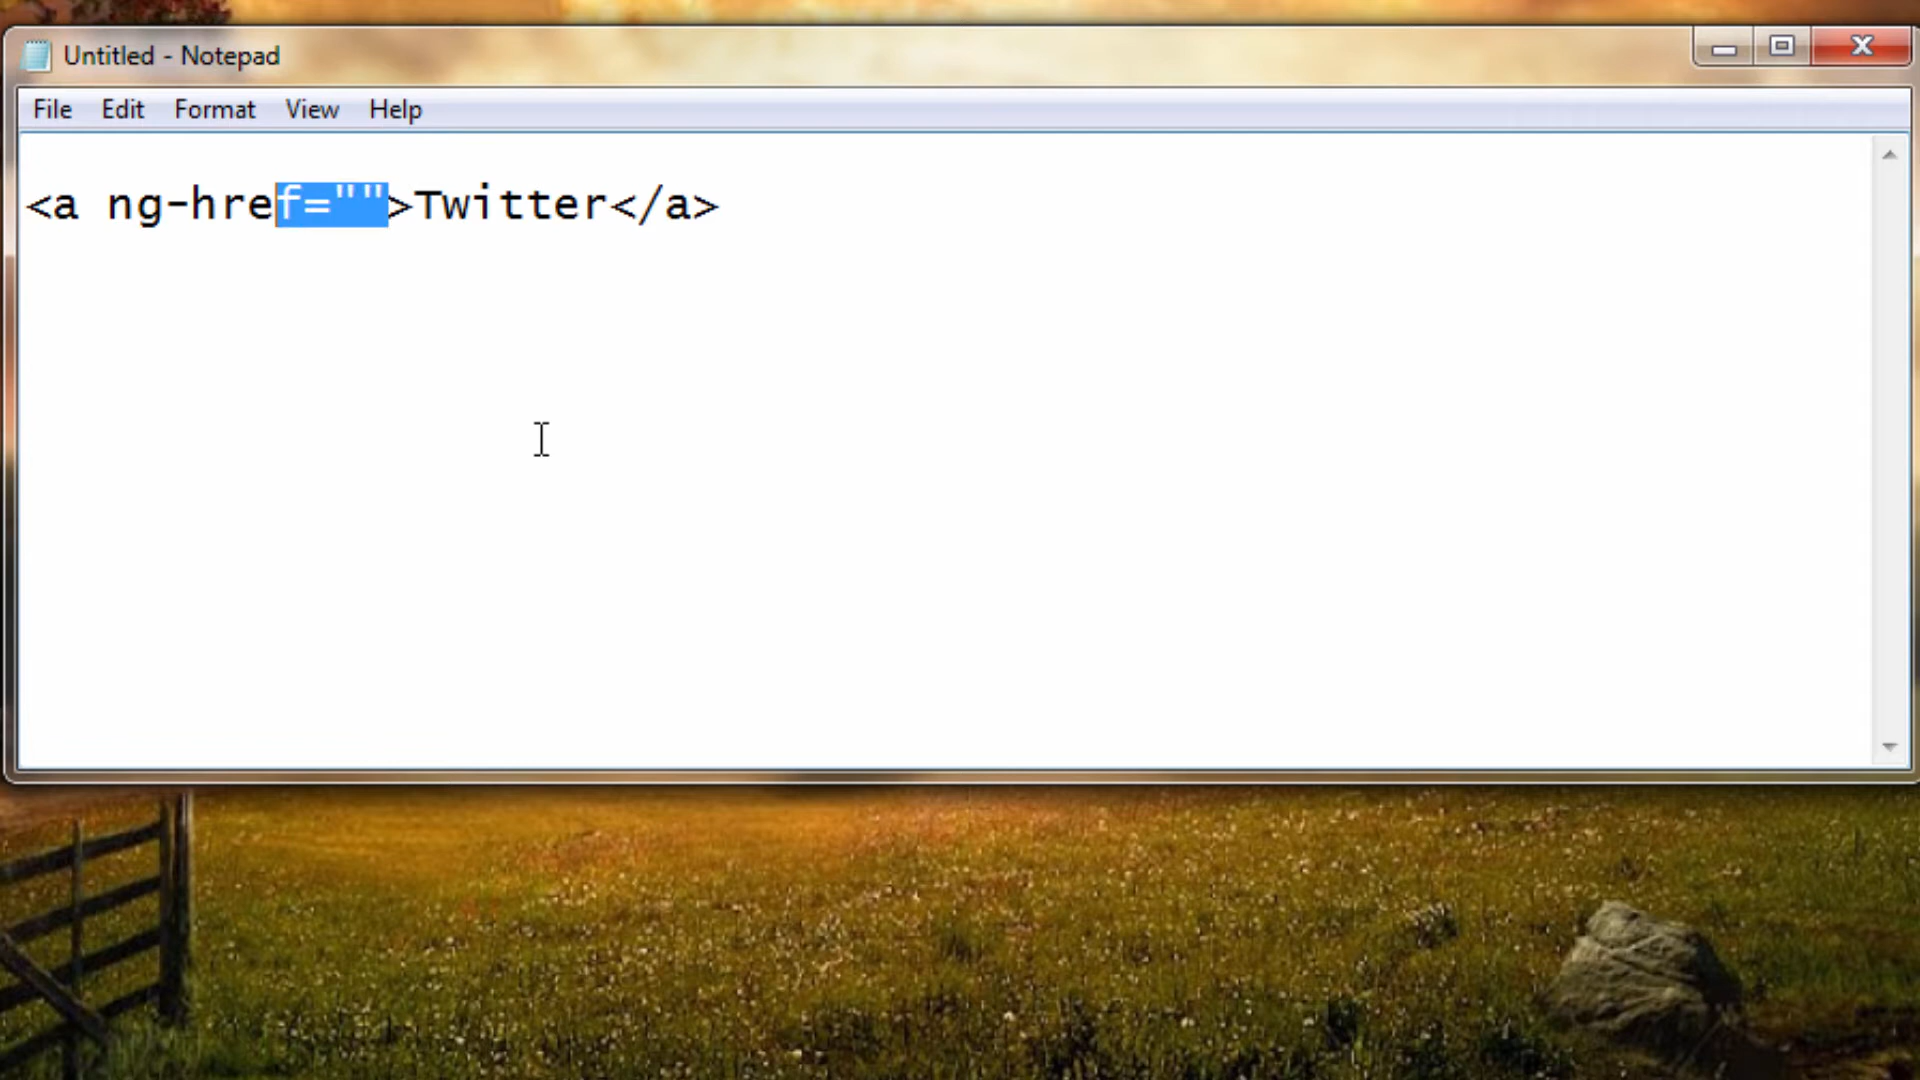 Untitled - Notepad
File Edit Format View Help
<a ng-href="">Twitter</a>